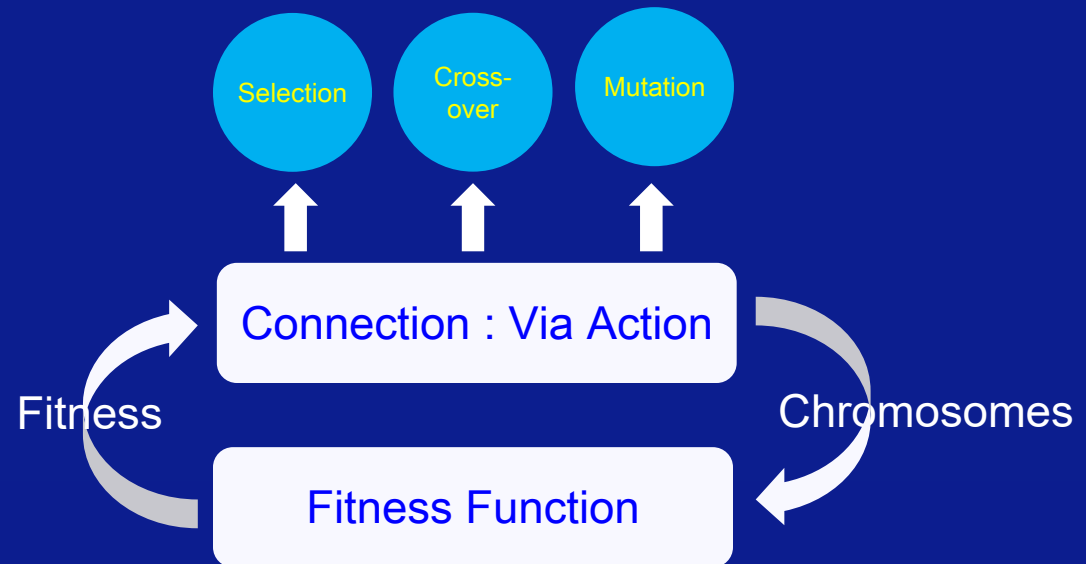 Selection
Cross-
over
Mutation
Connection : Via Action
Fitness
Chromosomes
Fitness Function